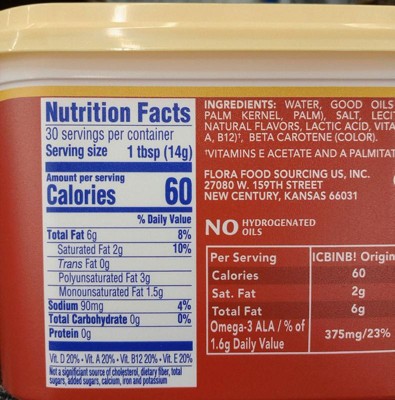 Nutrition Facts
30 servings per container
Serving size 1 tbsp (14g)
Amount per serving
Calories 60
% Daily Value
Total Fat 6g 8%
Saturated Fat 2g 10%
Trans Fat 0g
Polyunsaturated Fat 3g
Monounsaturated Fat 1.5g
Sodium 90mg 4%
Total Carbohydrate 0g 0%
Protein 0g
Vit. D 20% • Vit. A 20% • Vit. B12 20% • Vit. E 20%
Not a significant source of cholesterol, dietary fiber, total
sugars, added sugars, calcium, iron and potassium
INGREDIENTS: WATER, GOOD OILS
PALM KERNEL, PALM), SALT, LECI
NATURAL FLAVORS, LACTIC ACID, VITA
A, B12)†, BETA CAROTENE (COLOR).
†VITAMINS E ACETATE AND A PALMITAT
FLORA FOOD SOURCING US, INC.
27080 W. 159TH STREET
NEW CENTURY, KANSAS 66031
NO HYDROGENATED
OILS
Per Serving ICBINB! Origin
Calories 60
Sat. Fat 2g
Total Fat 6g
Omega-3 ALA / % of
1.6g Daily Value 375mg/23%